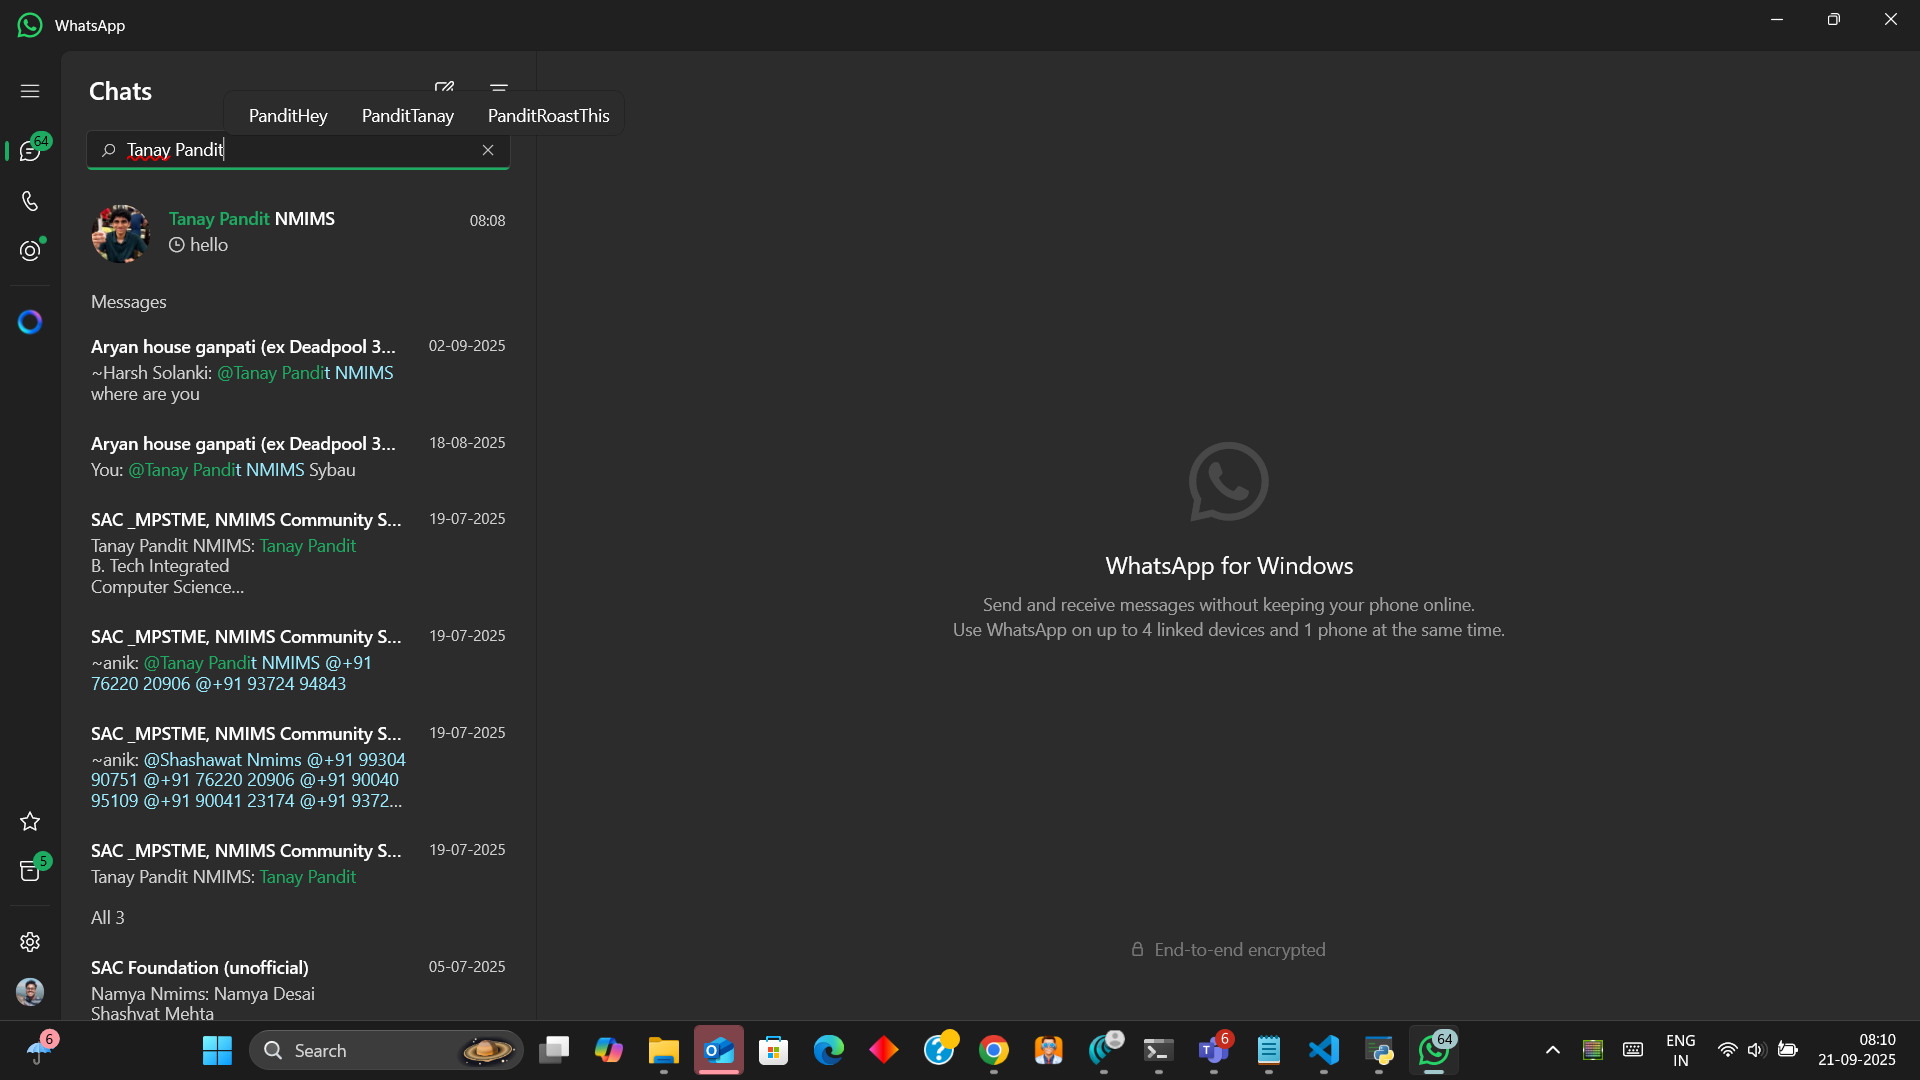 WhatsApp
Chats
PanditHey PanditTanay PanditRoastThis
64
Tanay Pandit
Tanay Pandit NMIMS 08:08
hello
Messages
Aryan house ganpati (ex Deadpool 3... 02-09-2025
~Harsh Solanki: @Tanay Pandit NMIMS
where are you
Aryan house ganpati (ex Deadpool 3... 18-08-2025
You: @Tanay Pandit NMIMS Sybau
SAC _MPSTME, NMIMS Community S... 19-07-2025
Tanay Pandit NMIMS: Tanay Pandit
B. Tech Integrated
Computer Science...
SAC _MPSTME, NMIMS Community S... 19-07-2025
~anik: @Tanay Pandit NMIMS @+91
76220 20906 @+91 93724 94843
SAC _MPSTME, NMIMS Community S... 19-07-2025
~anik: @Shashawat Nmims @+91 99304
90751 @+91 76220 20906 @+91 90040
95109 @+91 90041 23174 @+91 9372...
SAC _MPSTME, NMIMS Community S... 19-07-2025
Tanay Pandit NMIMS: Tanay Pandit
5
All 3
SAC Foundation (unofficial) 05-07-2025
Namya Nmims: Namya Desai
Shashvat Mehta
WhatsApp for Windows
Send and receive messages without keeping your phone online.
Use WhatsApp on up to 4 linked devices and 1 phone at the same time.
End-to-end encrypted
6
Search
6
64
ENG
IN
08:10
21-09-2025